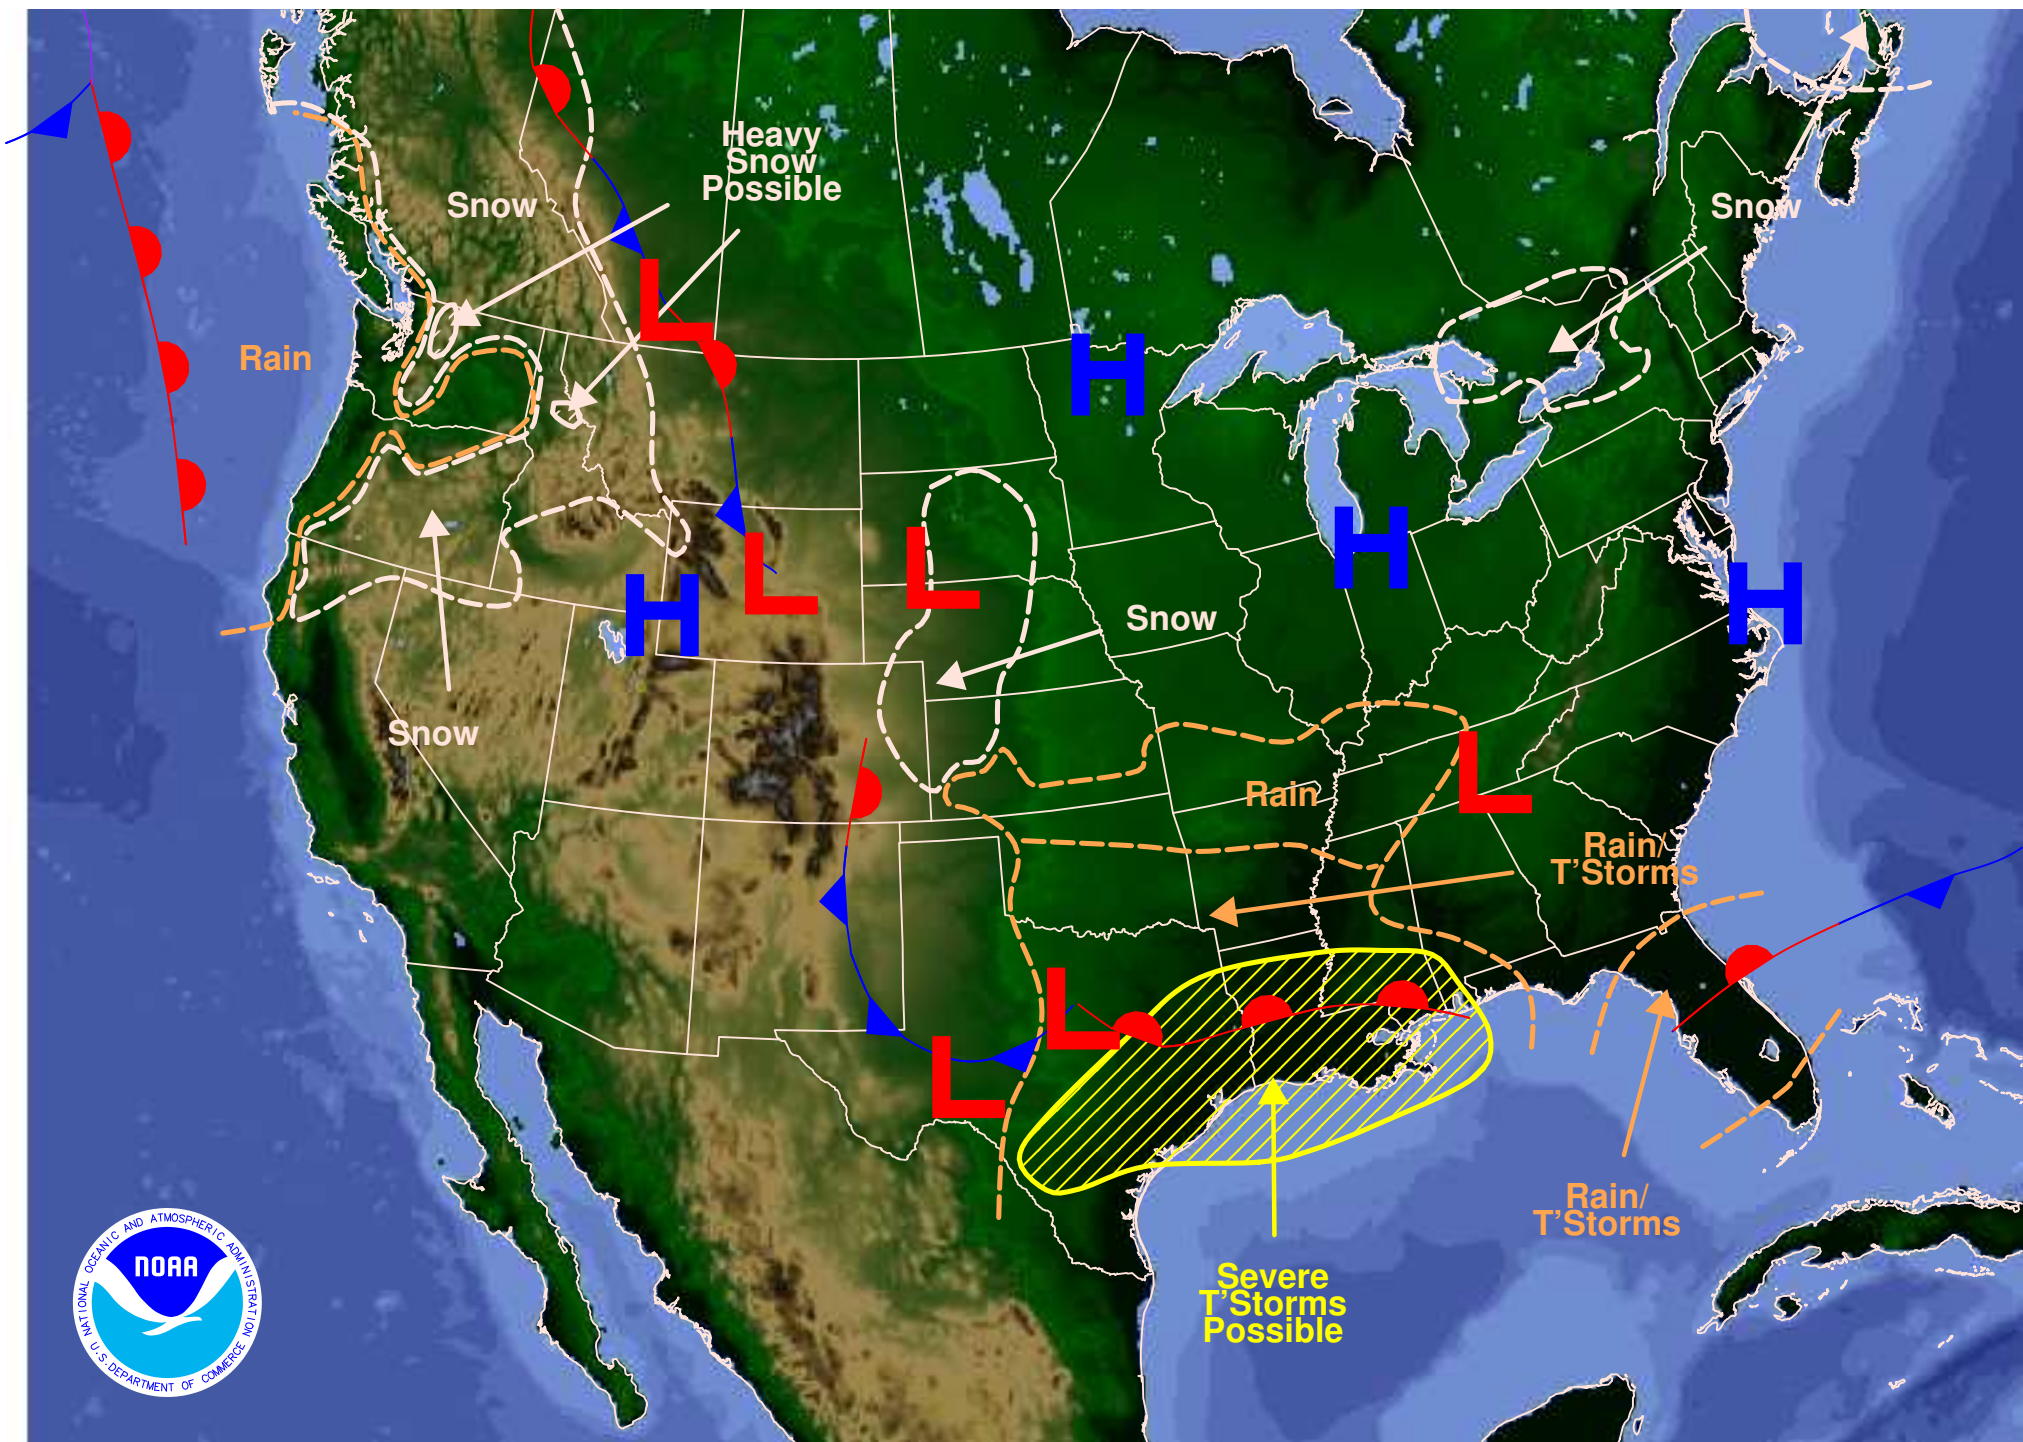 Heavy
Snow
Possible
Snow
Snow
Rain
H
L
H
L
L
H
H
H
Snow
Snow
L
Rain
Rain/
T'Storms
L
L
Rain/
T'Storms
Severe
T'Storms
Possible
NATIONAL OCEANIC AND ATMOSPHERIC ADMINISTRATION
NOAA
U.S. DEPARTMENT OF COMMERCE